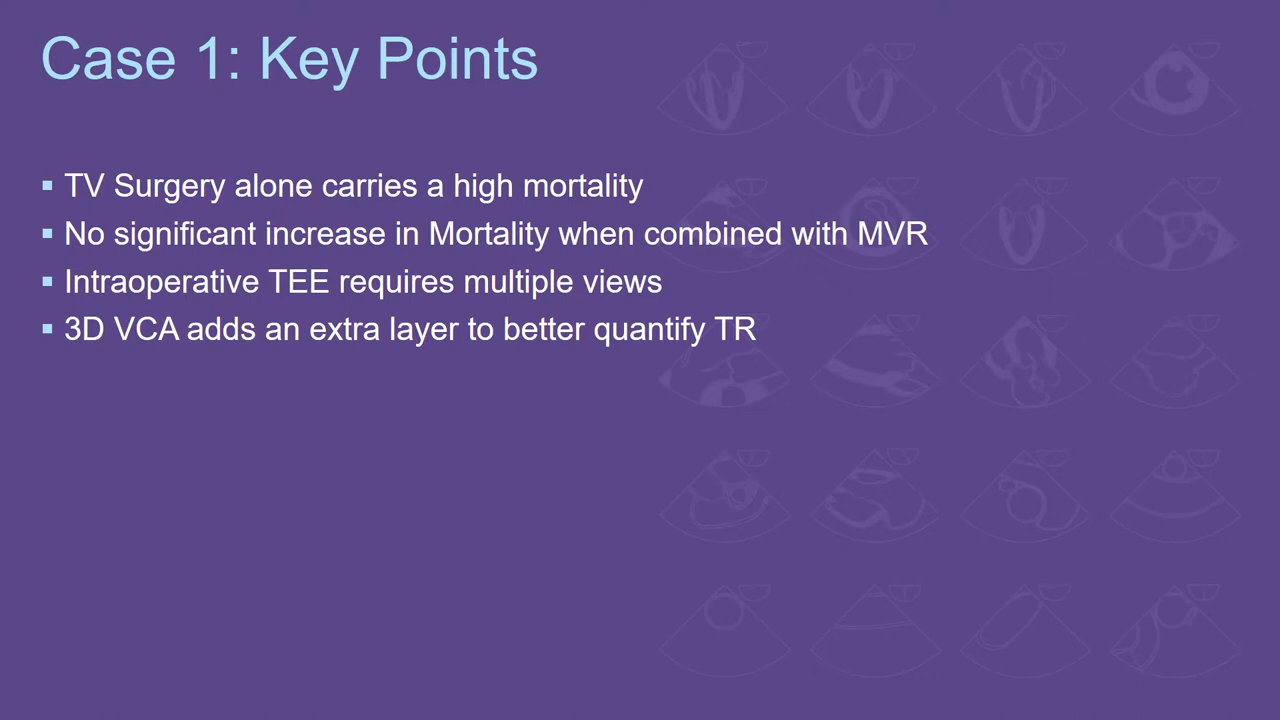 Case 1: Key Points
▪ TV Surgery alone carries a high mortality
▪ No significant increase in Mortality when combined with MVR
▪ Intraoperative TEE requires multiple views
▪ 3D VCA adds an extra layer to better quantify TR